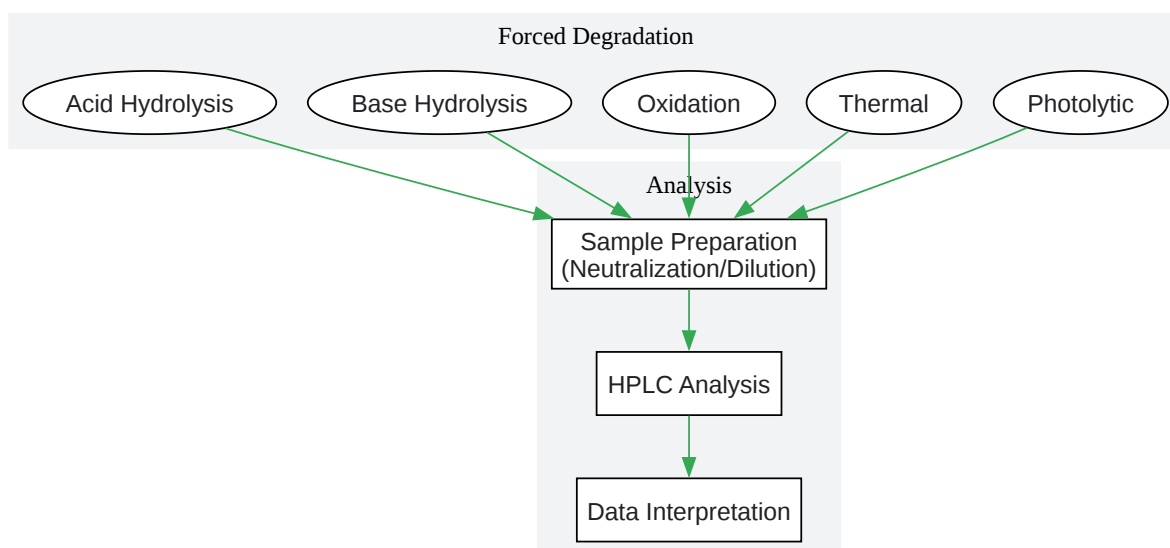 Forced Degradation
Acid Hydrolysis
Base Hydrolysis
Oxidation
Thermal
Photolytic
Analysis
Sample Preparation
(Neutralization/Dilution)
HPLC Analysis
Data Interpretation